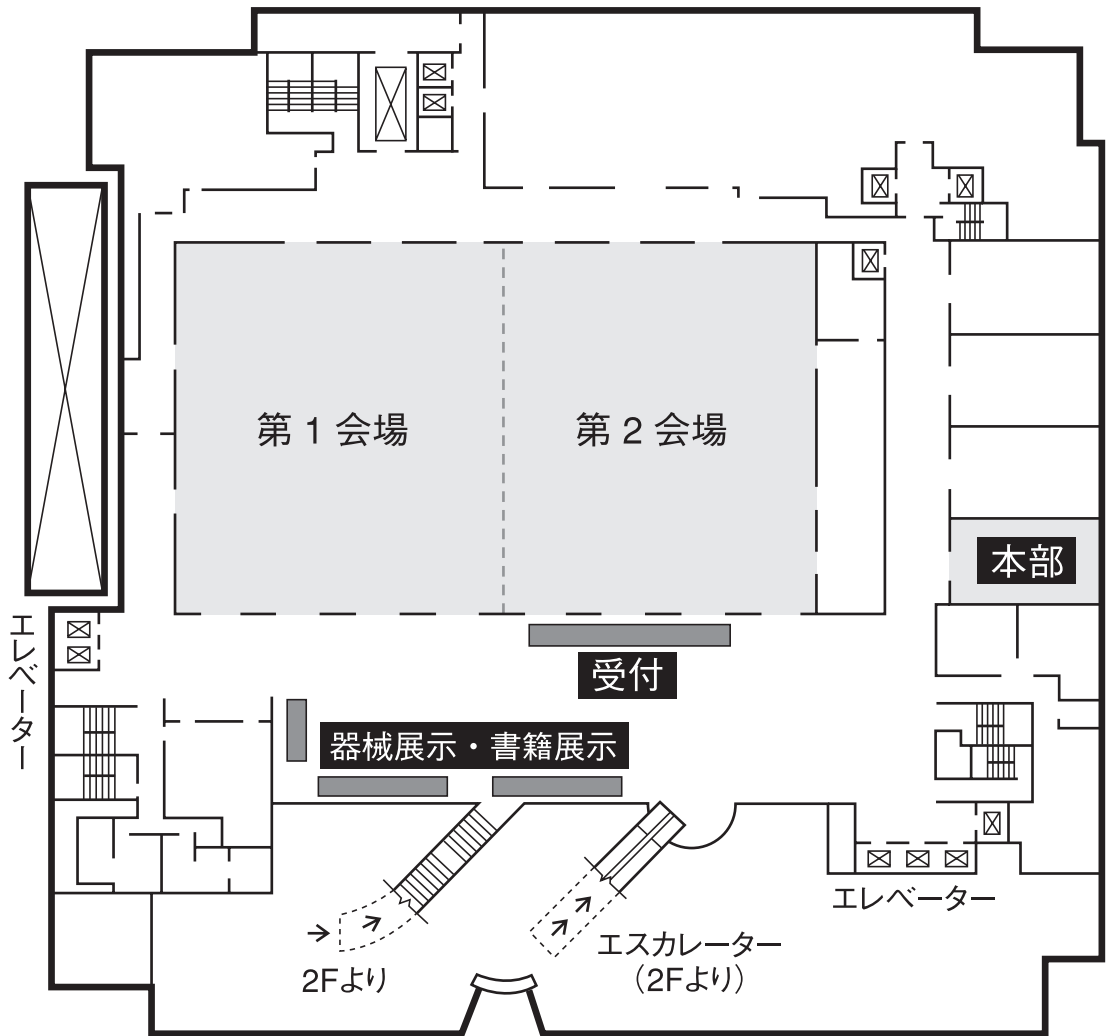 第 1 会場
第 2 会場
本部
エレベーター
受付
器械展示・書籍展示
エレベーター
エスカレーター
（2Fより）
2Fより